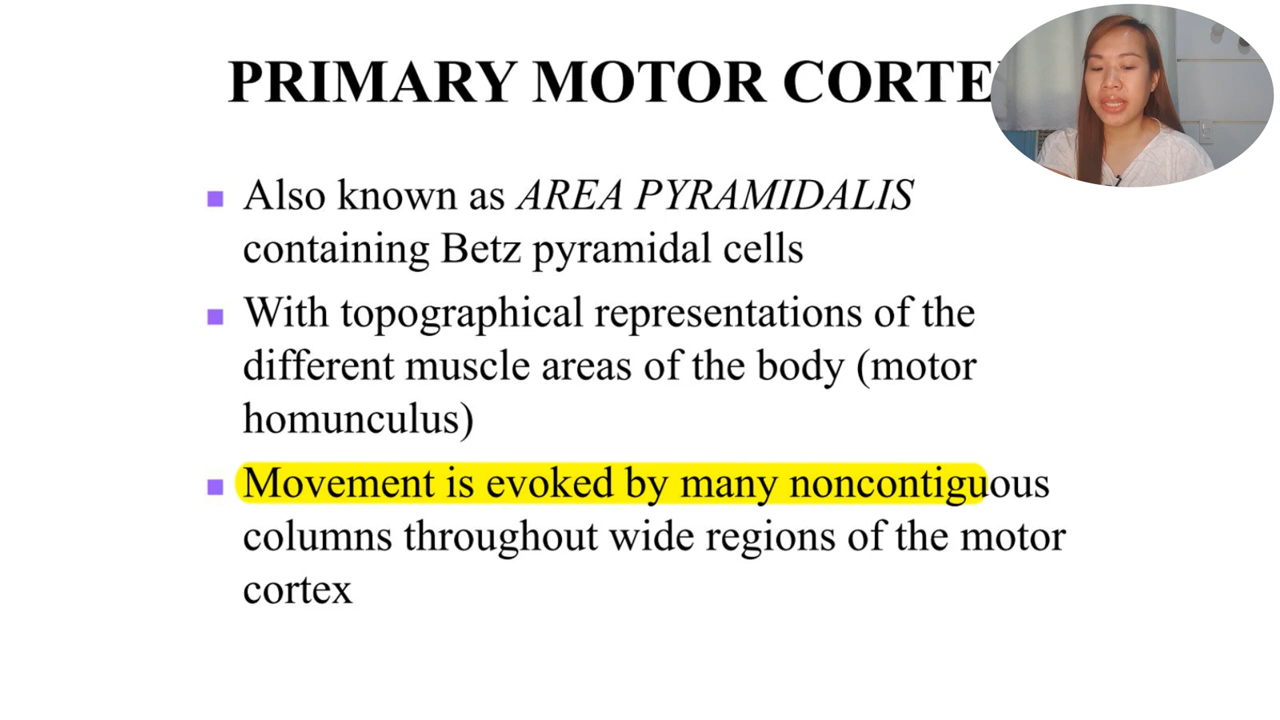 PRIMARY MOTOR CORTE
Also known as AREA PYRAMIDALIS
containing Betz pyramidal cells
With topographical representations of the
different muscle areas of the body (motor
homunculus)
Movement is evoked by many noncontiguous
columns throughout wide regions of the motor
cortex